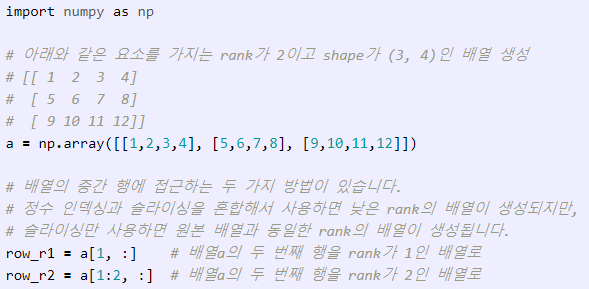 import numpy as np
# 아래와 같은 요소를 가지는 rank가 2이고 shape가 (3, 4)인 배열 생성
# [[ 1  2  3  4]
#  [ 5  6  7  8]
#  [ 9 10 11 12]]
a = np.array([[1,2,3,4], [5,6,7,8], [9,10,11,12]])
# 배열의 중간 행에 접근하는 두 가지 방법이 있습니다.
# 정수 인덱싱과 슬라이싱을 혼합해서 사용하면 낮은 rank의 배열이 생성되지만,
# 슬라이싱만 사용하면 원본 배열과 동일한 rank의 배열이 생성됩니다.
row_r1 = a[1, :]    # 배열a의 두 번째 행을 rank가 1인 배열로
row_r2 = a[1:2, :]  # 배열a의 두 번째 행을 rank가 2인 배열로